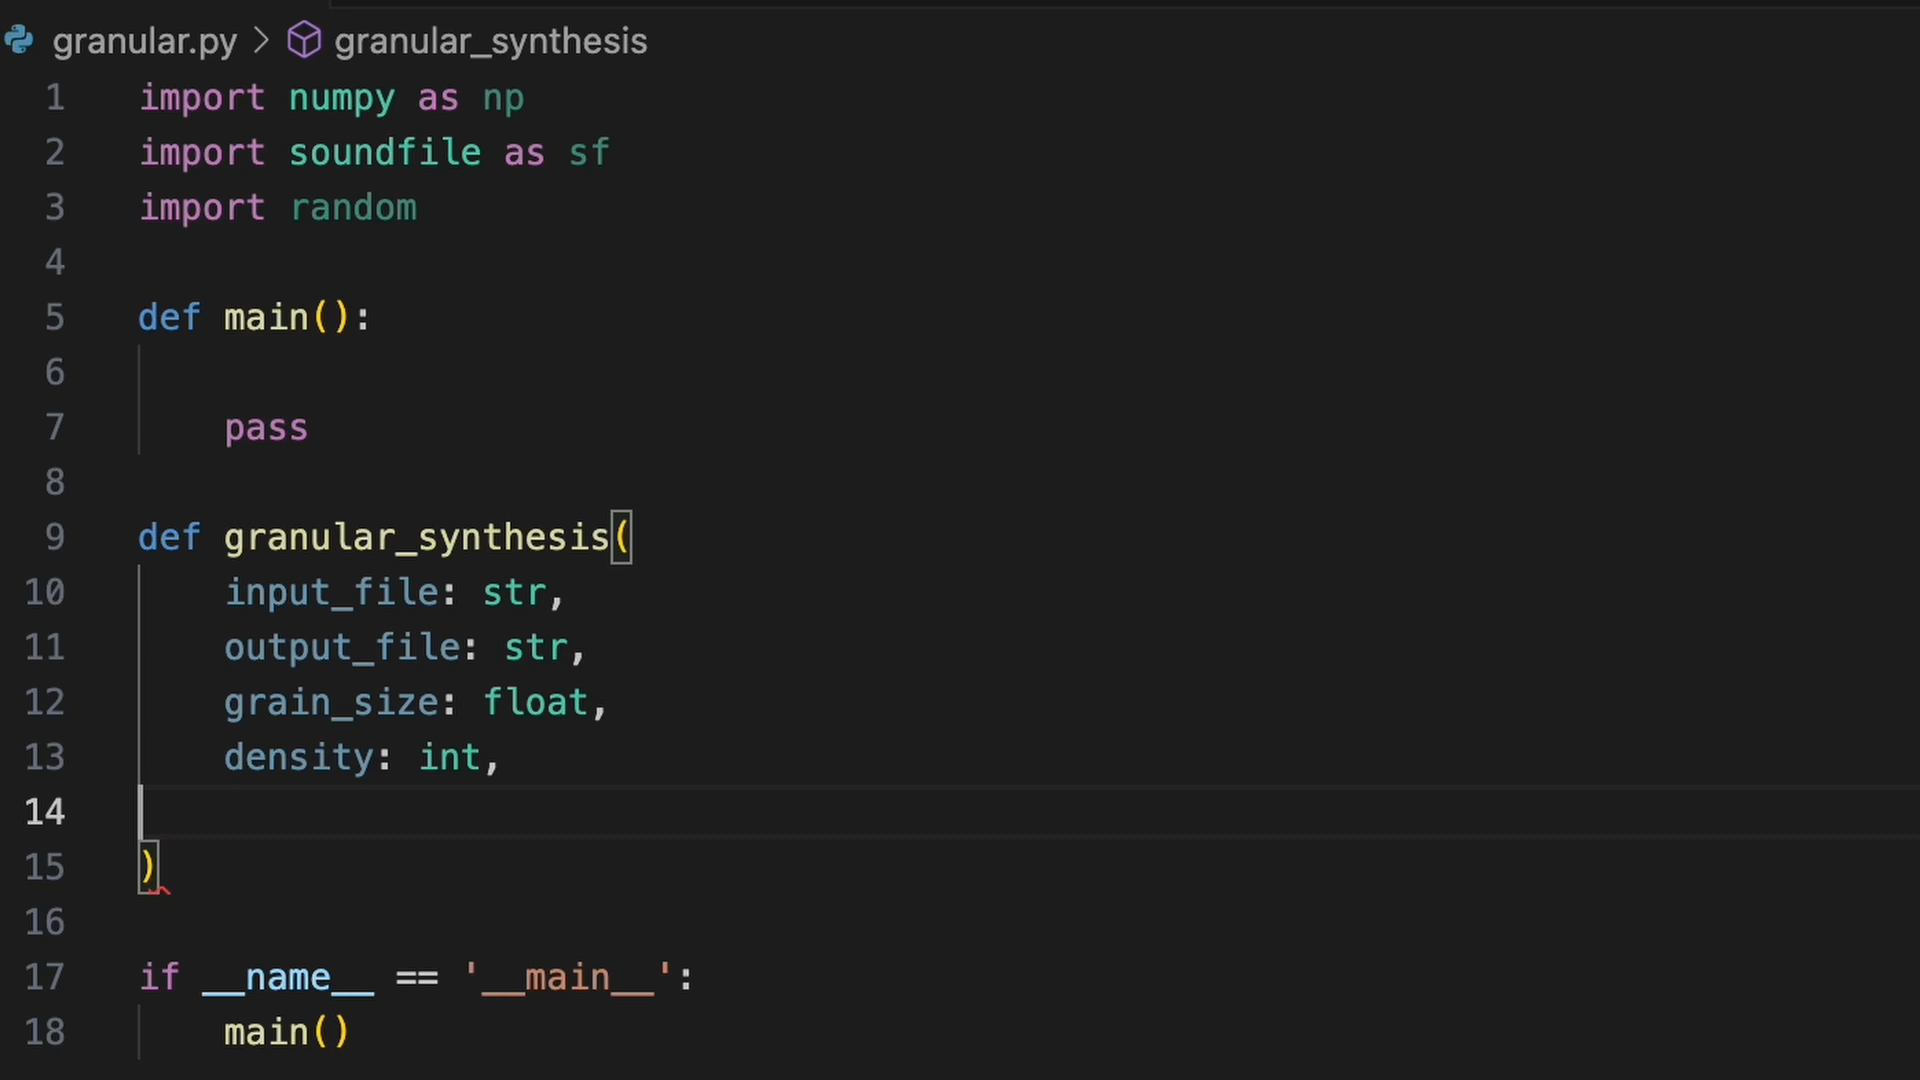 granular.py > granular_synthesis
1 import numpy as np
2 import soundfile as sf
3 import random
4
5 def main():
6
7 pass
8
9 def granular_synthesis(
10 input_file: str,
11 output_file: str,
12 grain_size: float,
13 density: int,
14
15 )
16
17 if __name__ == '__main__':
18 main()